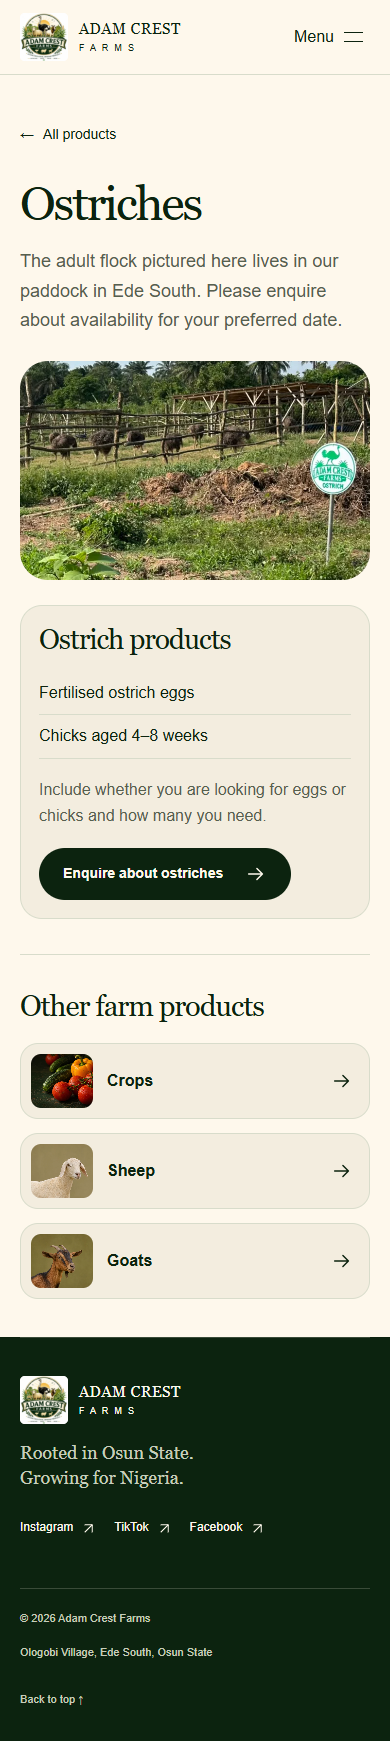 ADAM CREST
FARMS
Menu
← All products
Ostriches
The adult flock pictured here lives in our
paddock in Ede South. Please enquire
about availability for your preferred date.
ADAM CREST
FARMS
OSTRICH
Ostrich products
Fertilised ostrich eggs
Chicks aged 4–8 weeks
Include whether you are looking for eggs or
chicks and how many you need.
Enquire about ostriches →
Other farm products
Crops →
Sheep →
Goats →
ADAM CREST
FARMS
Rooted in Osun State.
Growing for Nigeria.
Instagram ↗ TikTok ↗ Facebook ↗
© 2026 Adam Crest Farms
Ologobi Village, Ede South, Osun State
Back to top ↑